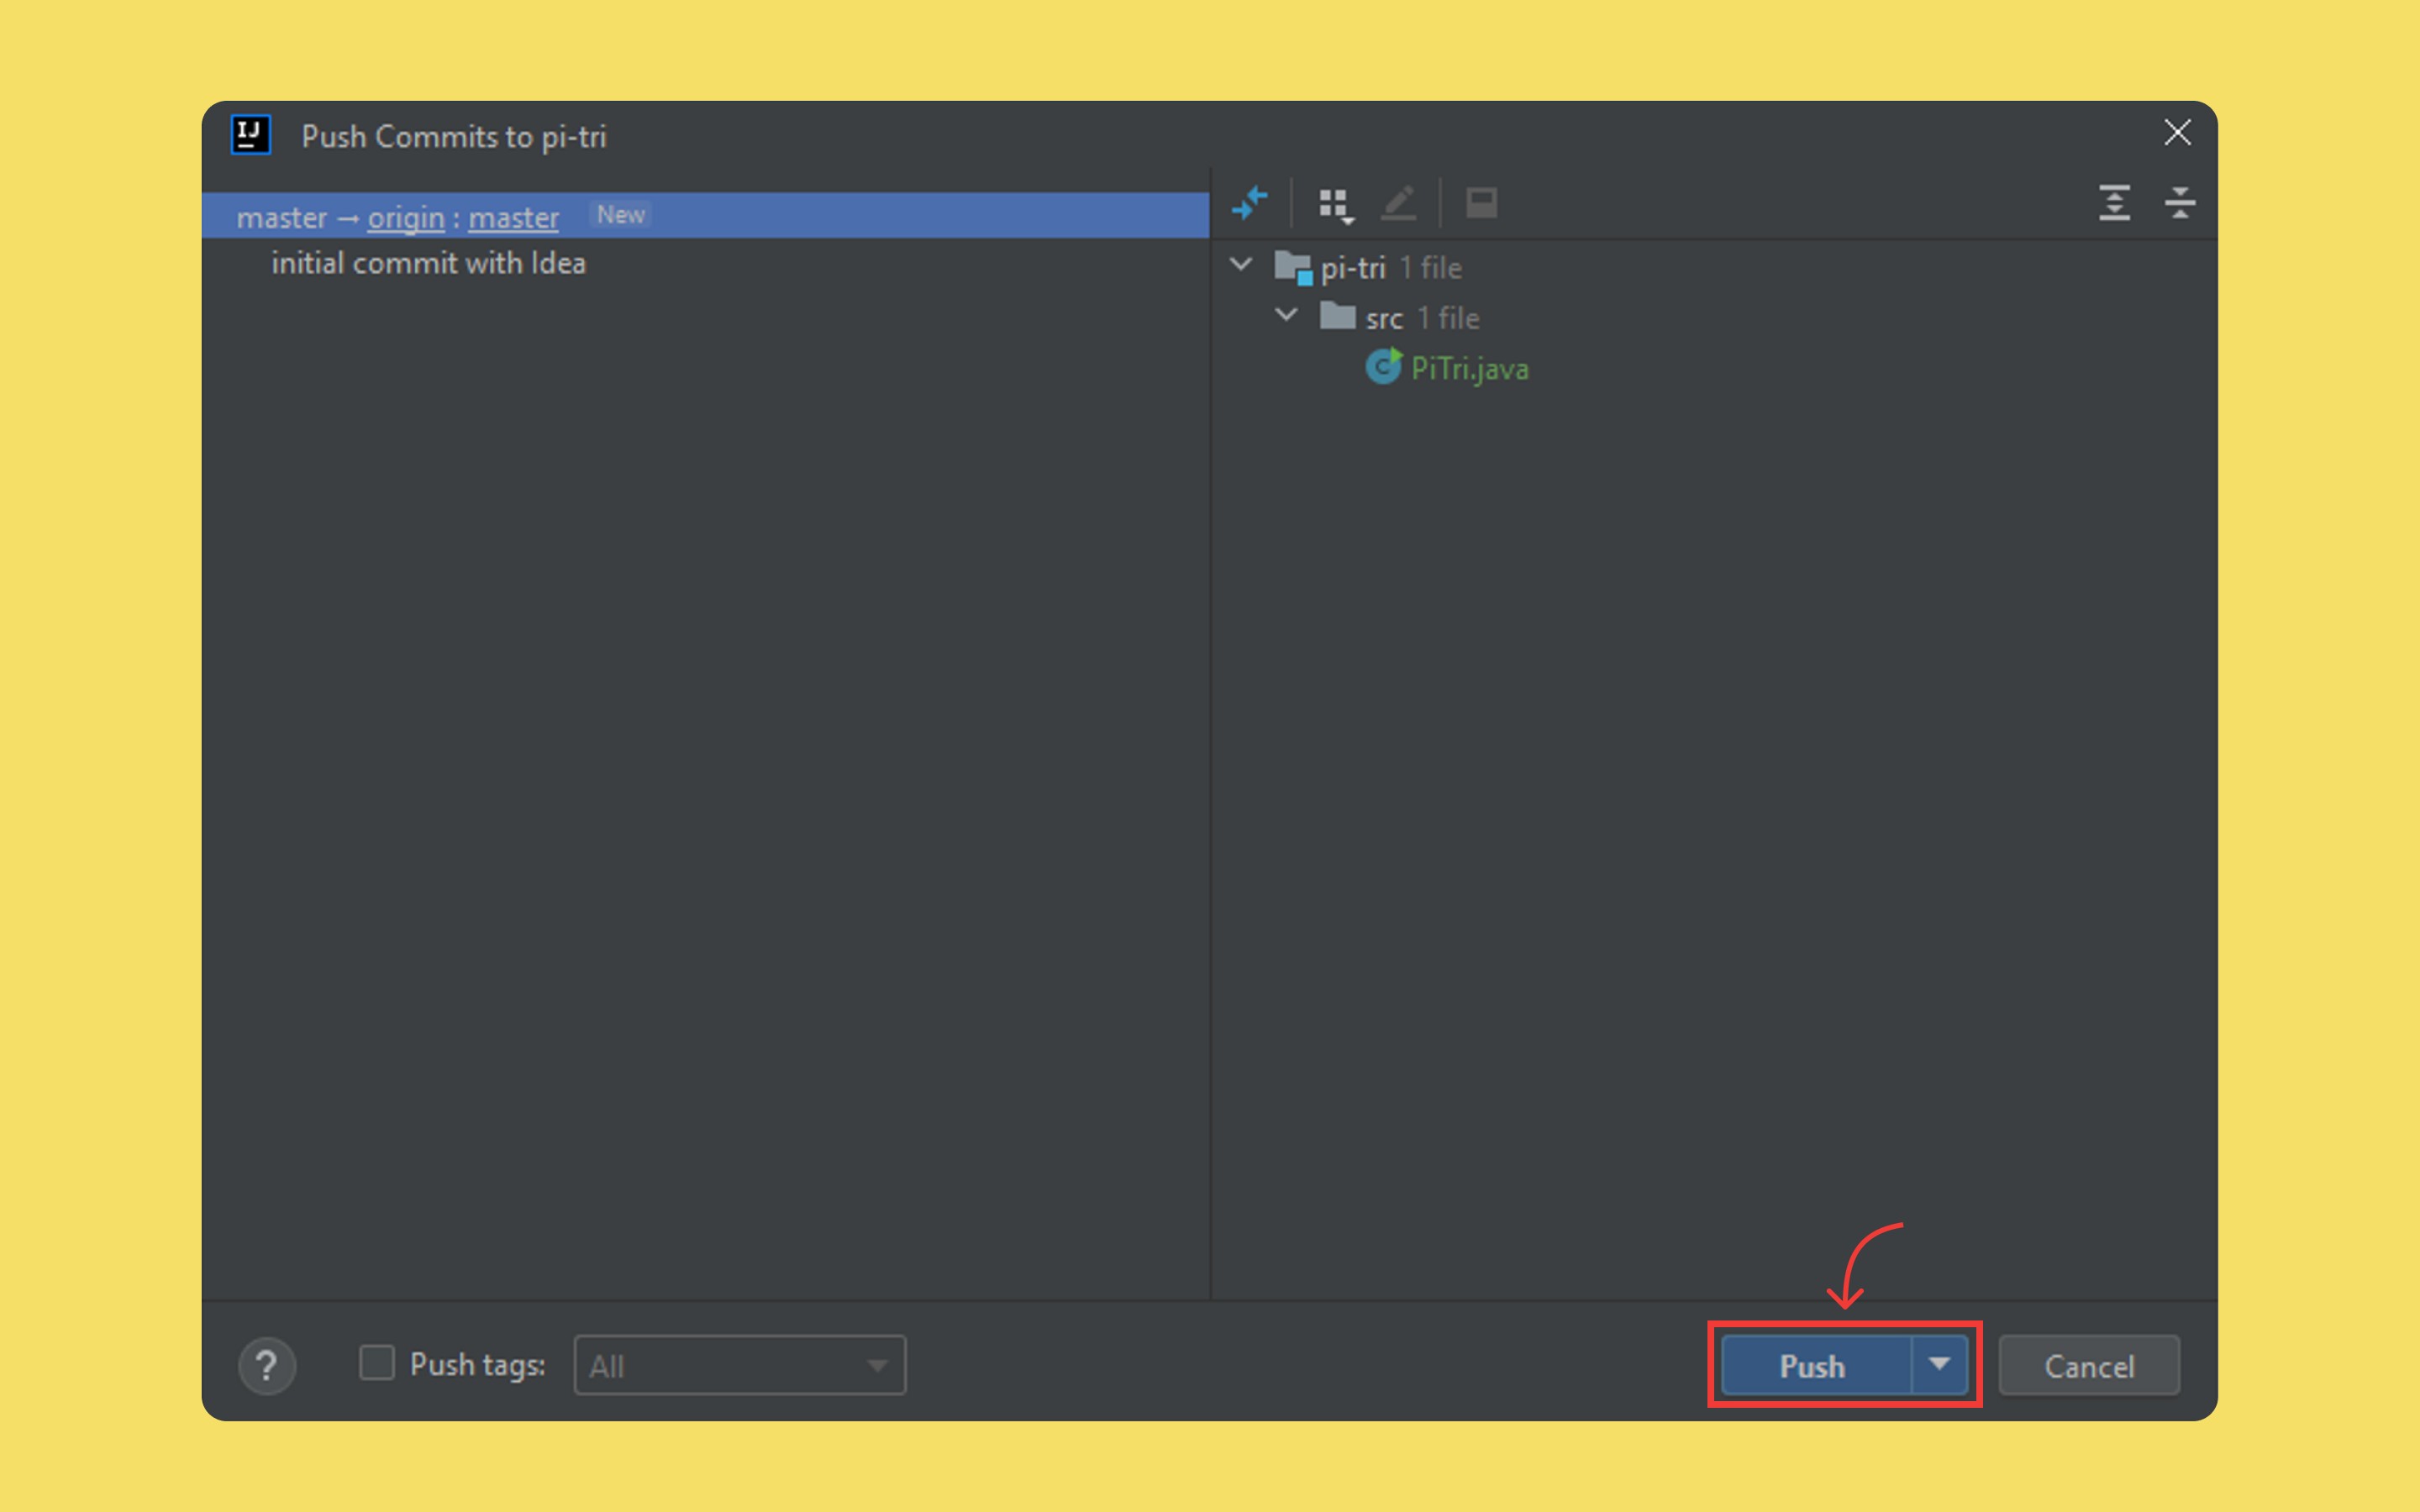 IJ
Push Commits to pi-tri
master → origin : master New
initial commit with Idea
pi-tri 1 file
src 1 file
C PiTri.java
? Push tags: All
Push
Cancel